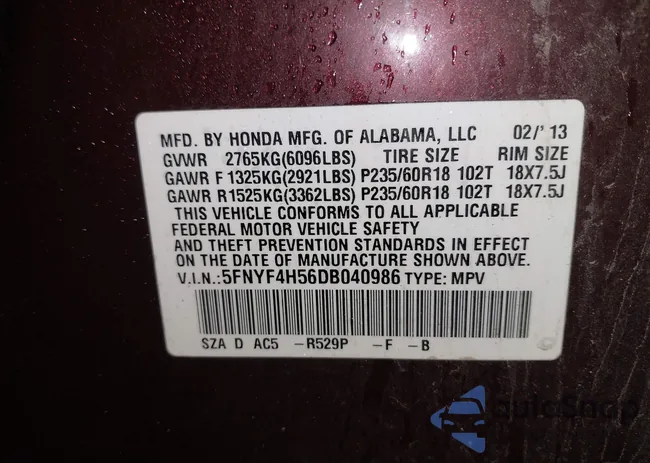 MFD. BY HONDA MFG. OF ALABAMA, LLC 02/'13
GVWR 2765KG(6096LBS) TIRE SIZE RIM SIZE
GAWR F 1325KG(2921LBS) P235/60R18 102T 18X7.5J
GAWR R 1525KG(3362LBS) P235/60R18 102T 18X7.5J
THIS VEHICLE CONFORMS TO ALL APPLICABLE
FEDERAL MOTOR VEHICLE SAFETY
AND THEFT PREVENTION STANDARDS IN EFFECT
ON THE DATE OF MANUFACTURE SHOWN ABOVE.
V.I.N.:5FNYF4H56DB040986 TYPE: MPV
SZA D AC5 -R529P -F -B